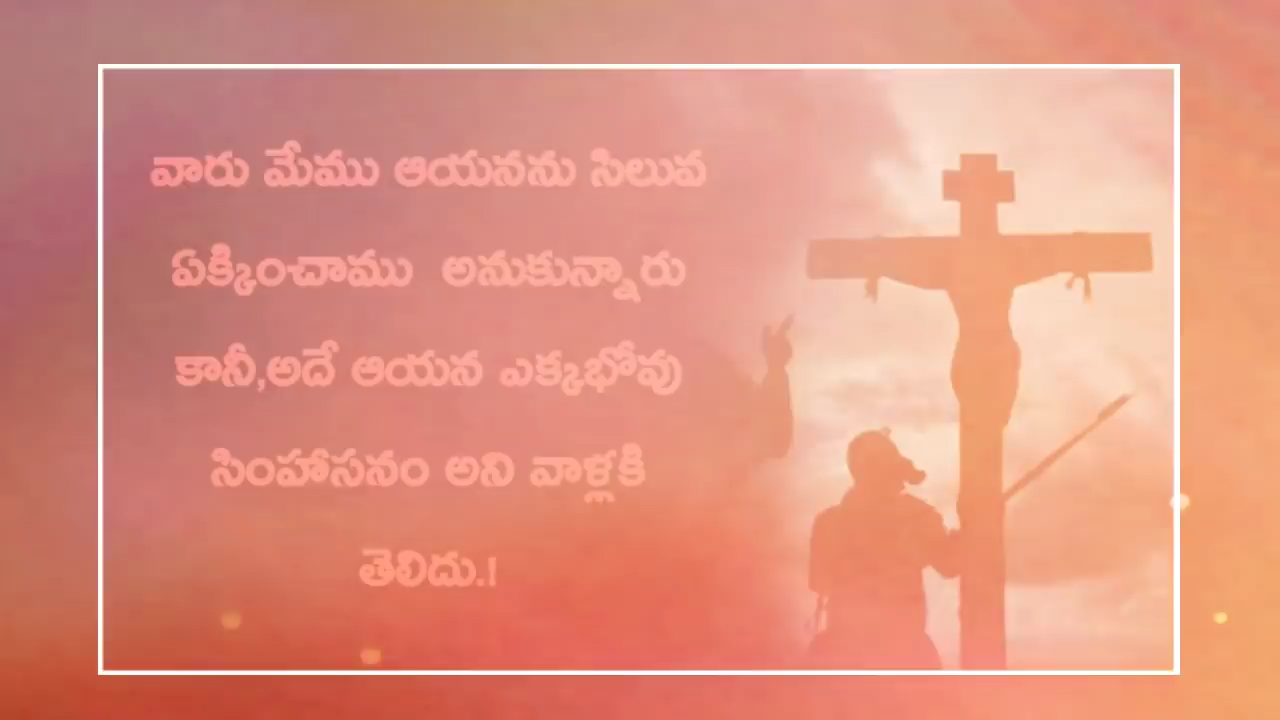 వారు మేము ఆయనను సిలువ
ఏక్కించాము అనుకున్నారు
కానీ,అదే ఆయన ఎక్కభోవు
సింహాసనం అని వాళ్లకి
తెలిదు.!